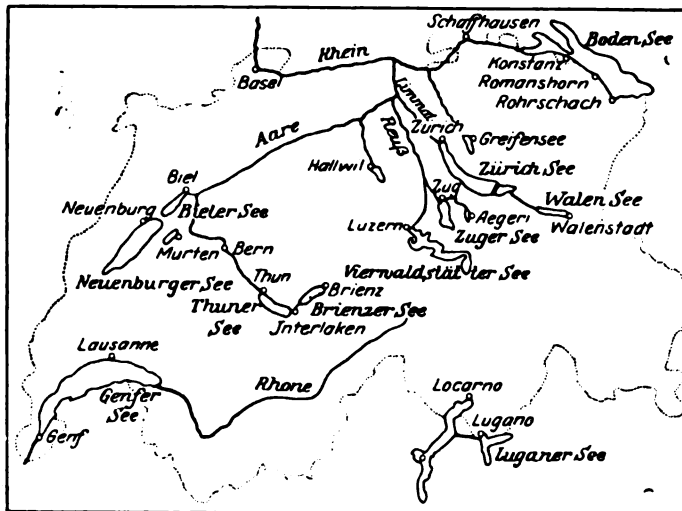 Schaffhausen
Boden See
Rhein
Konstanz
Romanshorn
Rohrschach
Basel
Limmat
Aare
Reuß
Zürich
Greifensee
Hallwil
Zürich See
Biel
Zug
Walen See
Neuenburg
Bieler See
Aegeri
Walenstadt
Luzern
Zuger See
Murten
Bern
Neuenburger See
Vierwaldstätter See
Thun
Brienz
Thuner See
Brienzer See
Interlaken
Lausanne
Rhone
Genfer See
Locarno
Lugano
Genf
Luganer See